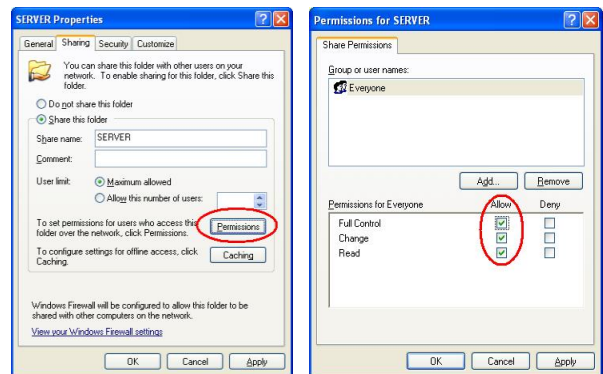 SERVER Properties
General Sharing Security Customize
You can share this folder with other users on your
network. To enable sharing for this folder, click Share this
folder.
Do not share this folder
Share this folder
Share name: SERVER
Comment:
User limit: Maximum allowed
Allow this number of users:
To set permissions for users who access this
folder over the network, click Permissions.
Permissions
To configure settings for offline access, click
Caching.
Caching
Windows Firewall will be configured to allow this folder to be
shared with other computers on the network.
View your Windows Firewall settings
OK Cancel Apply
Permissions for SERVER
Share Permissions
Group or user names:
Everyone
Add... Remove
Permissions for Everyone Allow Deny
Full Control
Change
Read
OK Cancel Apply